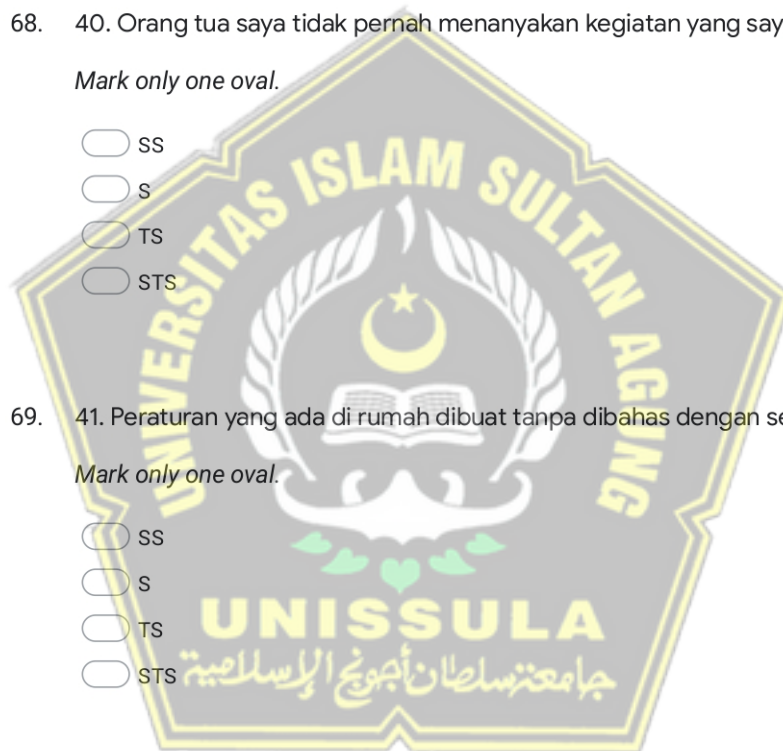 68. 40. Orang tua saya tidak pernah menanyakan kegiatan yang say
Mark only one oval.
SS
S
TS
STS
69. 41. Peraturan yang ada di rumah dibuat tanpa dibahas dengan se
Mark only one oval.
SS
S
TS
STS
UNIVERSITAS ISLAM SULTAN AGUNG
UNISSULA
جامعتسلطان أجونج الإسلامية